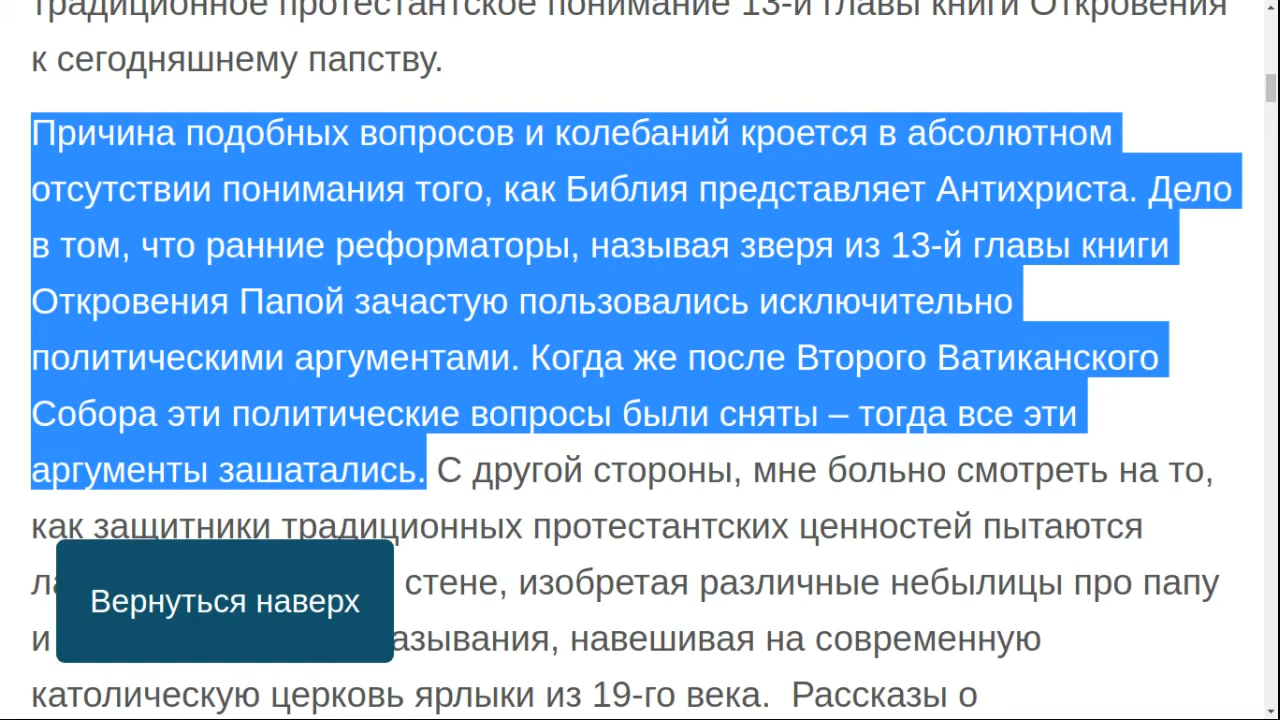 традиционное протестантское понимание 13-й главы книги Откровения
к сегодняшнему папству.
Причина подобных вопросов и колебаний кроется в абсолютном
отсутствии понимания того, как Библия представляет Антихриста. Дело
в том, что ранние реформаторы, называя зверя из 13-й главы книги
Откровения Папой зачастую пользовались исключительно
политическими аргументами. Когда же после Второго Ватиканского
Собора эти политические вопросы были сняты – тогда все эти
аргументы зашатались. С другой стороны, мне больно смотреть на то,
как защитники традиционных протестантских ценностей пытаются
стене, изобретая различные небылицы про папу
Вернуться наверх
и навешивая на современную
католическую церковь ярлыки из 19-го века. Рассказы о